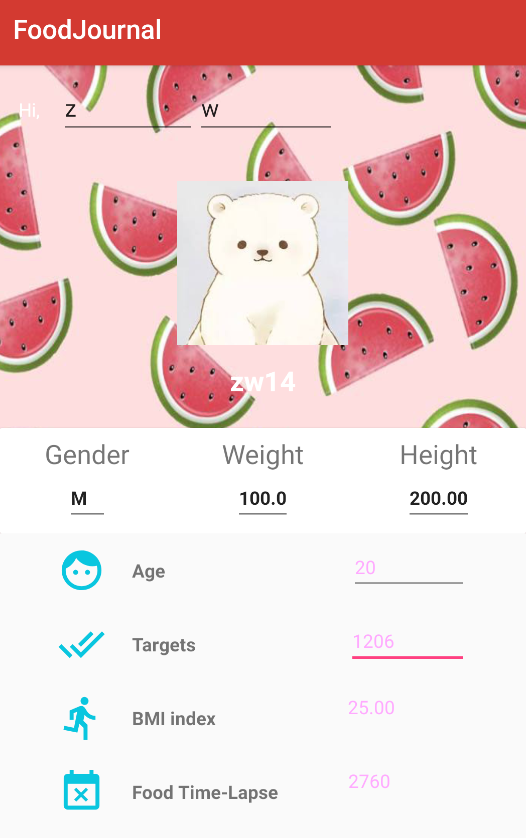 FoodJournal
Hi, Z W
zw14
Gender Weight Height
M 100.0 200.00
Age 20
Targets 1206
BMI index 25.00
Food Time-Lapse 2760